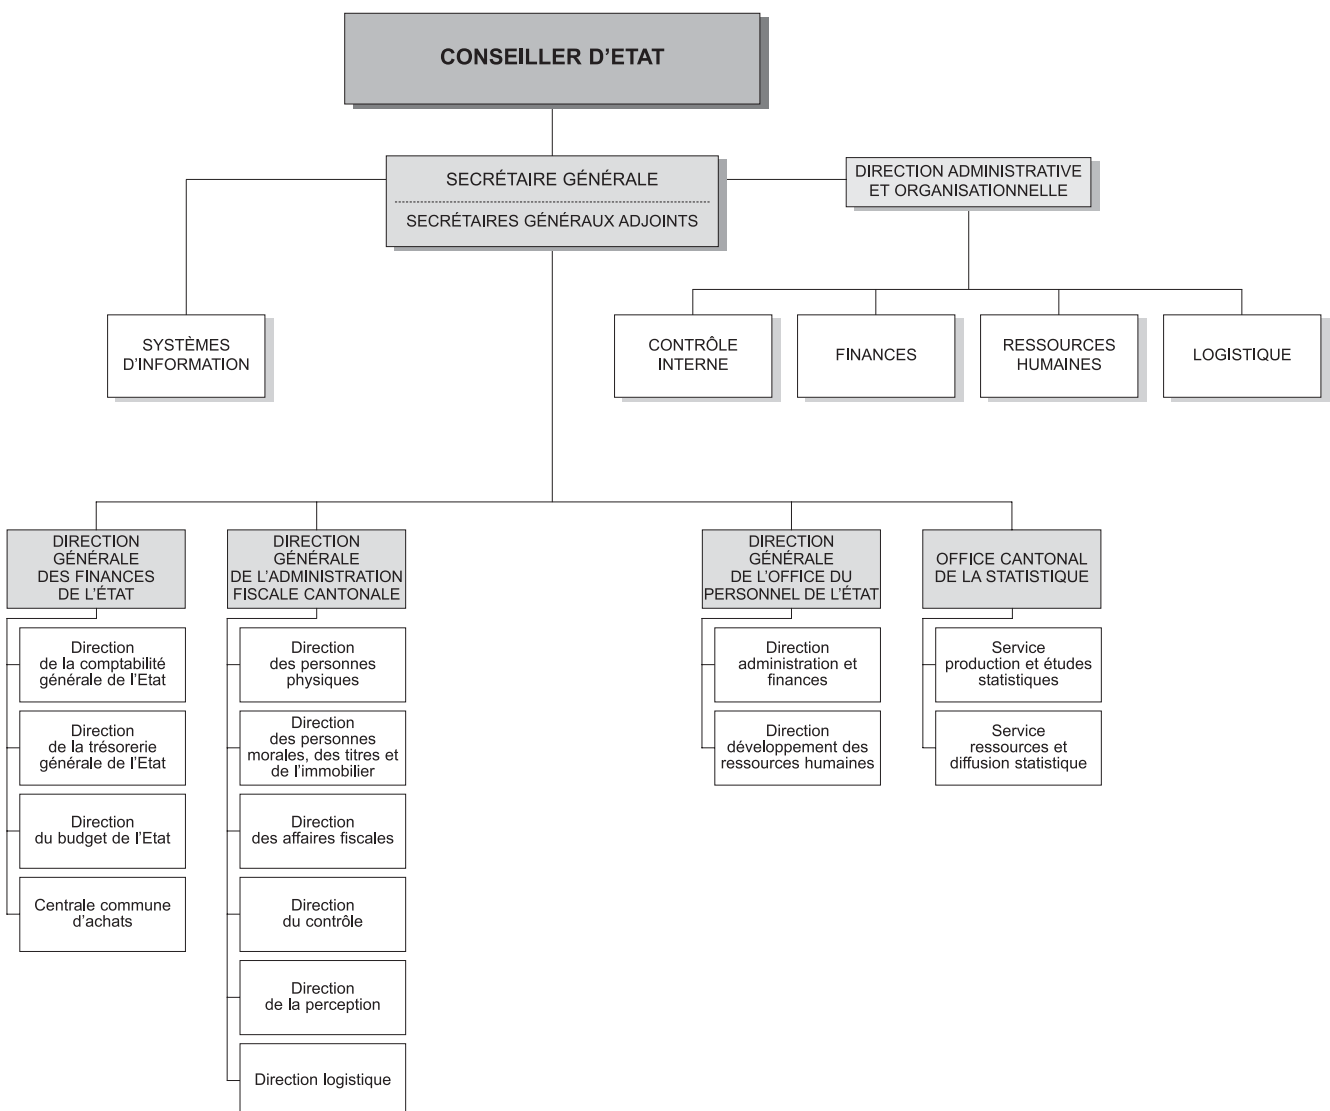 CONSEILLER D'ETAT
SECRÉTAIRE GÉNÉRALE
SECRÉTAIRES GÉNÉRAUX ADJOINTS
DIRECTION ADMINISTRATIVE
ET ORGANISATIONNELLE
SYSTÈMES
D'INFORMATION
CONTRÔLE
INTERNE
FINANCES
RESSOURCES
HUMAINES
LOGISTIQUE
DIRECTION
GÉNÉRALE
DES FINANCES
DE L'ÉTAT
Direction
de la comptabilité
générale de l'Etat
Direction
de la trésorerie
générale de l'Etat
Direction
du budget de l'Etat
Centrale commune
d'achats
DIRECTION
GÉNÉRALE
DE L'ADMINISTRATION
FISCALE CANTONALE
Direction
des personnes
physiques
Direction
des personnes
morales, des titres et
de l'immobilier
Direction
des affaires fiscales
Direction
du contrôle
Direction
de la perception
Direction logistique
DIRECTION
GÉNÉRALE
DE L'OFFICE DU
PERSONNEL DE L'ÉTAT
Direction
administration et
finances
Direction
développement des
ressources humaines
OFFICE CANTONAL
DE LA STATISTIQUE
Service
production et études
statistiques
Service
ressources et
diffusion statistique